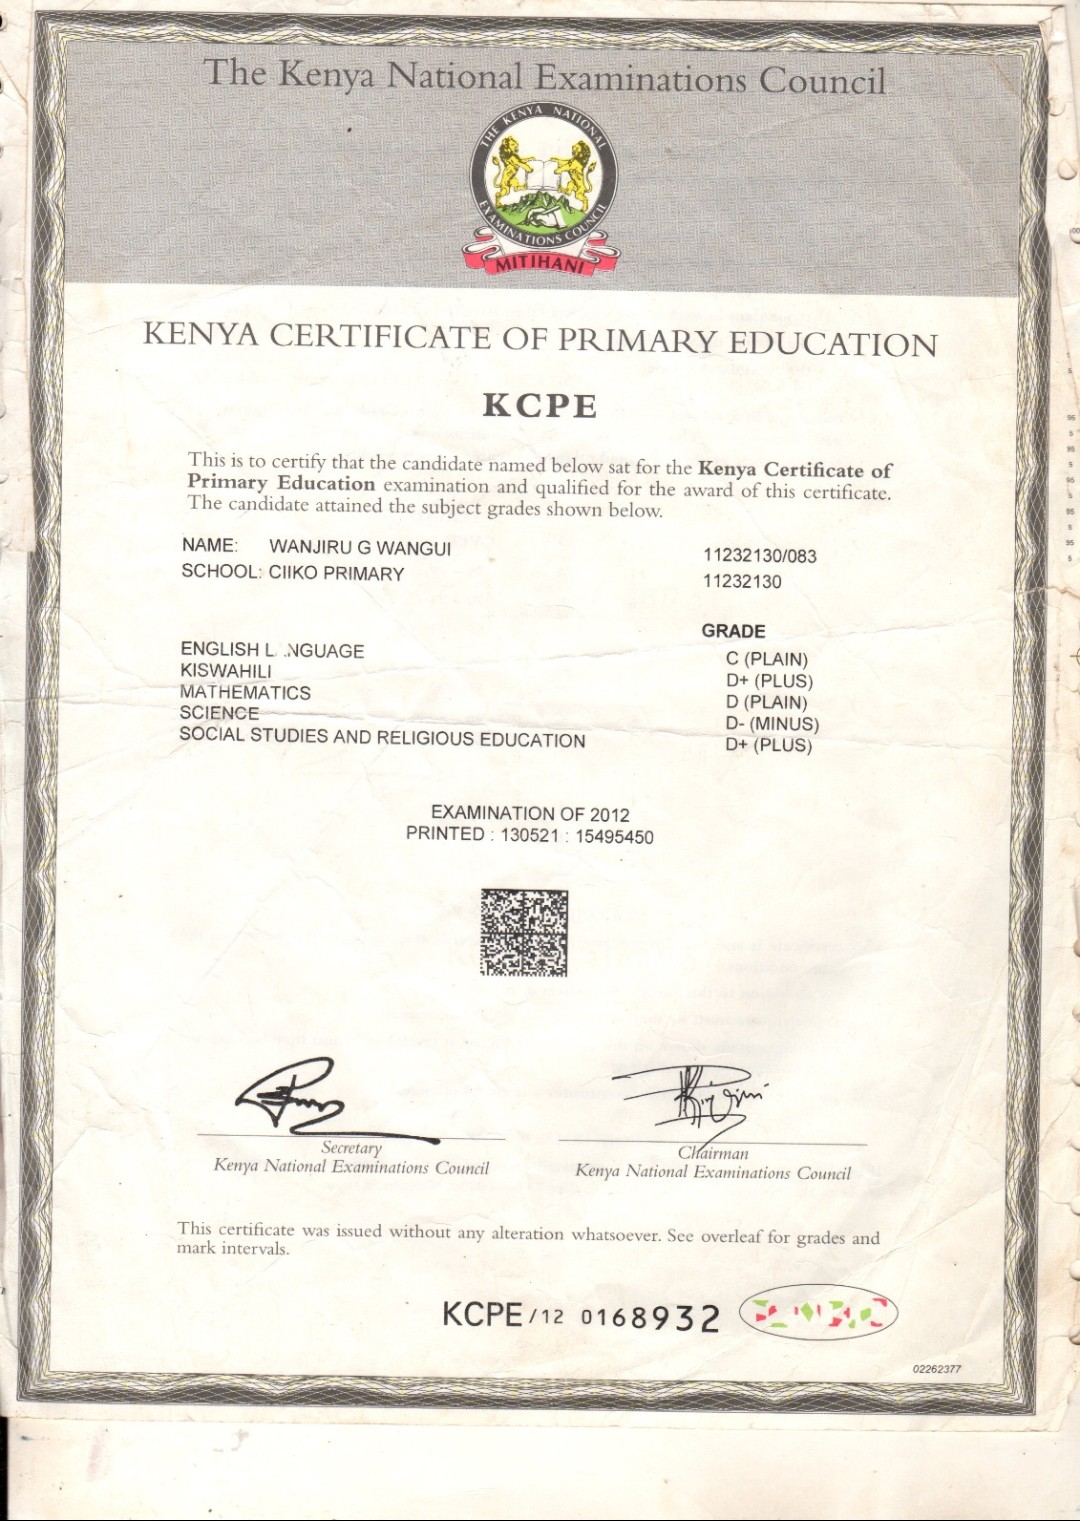 The Kenya National Examinations Council
THE KENYA NATIONAL
EXAMINATIONS COUNCIL
MITIHANI
KENYA CERTIFICATE OF PRIMARY EDUCATION
KCPE
This is to certify that the candidate named below sat for the Kenya Certificate of
Primary Education examination and qualified for the award of this certificate.
The candidate attained the subject grades shown below.
NAME: WANJIRU G WANGUI 11232130/083
SCHOOL: CIIKO PRIMARY 11232130
GRADE
ENGLISH L NGUAGE C (PLAIN)
KISWAHILI D+ (PLUS)
MATHEMATICS D (PLAIN)
SCIENCE D- (MINUS)
SOCIAL STUDIES AND RELIGIOUS EDUCATION D+ (PLUS)
EXAMINATION OF 2012
PRINTED : 130521 : 15495450
Secretary
Kenya National Examinations Council
Chairman
Kenya National Examinations Council
This certificate was issued without any alteration whatsoever. See overleaf for grades and
mark intervals.
KCPE/12 0168932
02262377